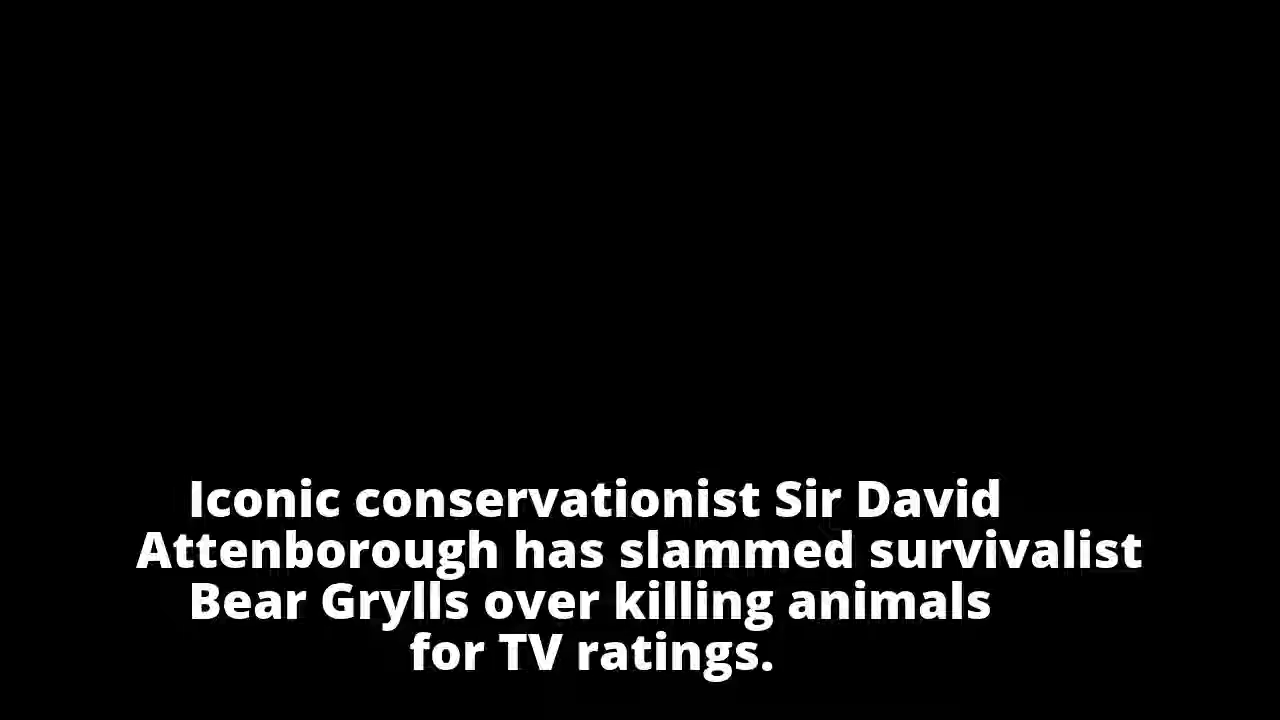 Iconic conservationist Sir David
Attenborough has slammed survivalist
Bear Grylls over killing animals
for TV ratings.